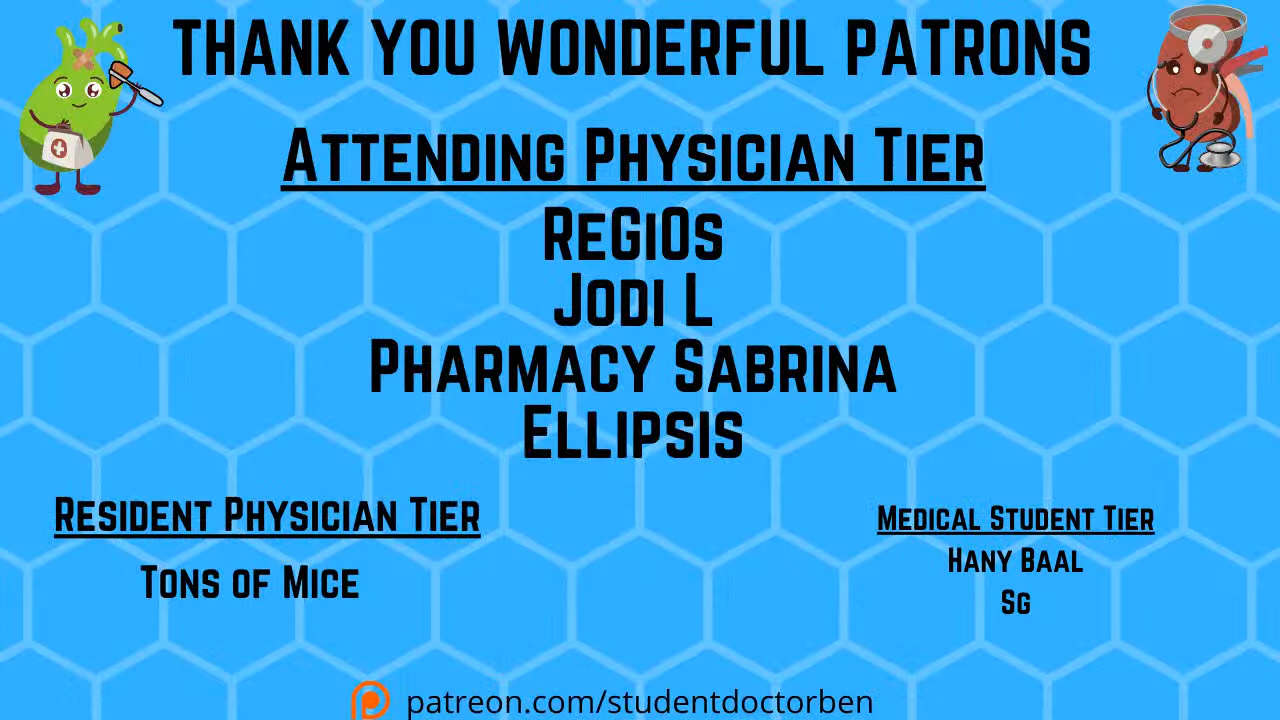 THANK YOU WONDERFUL PATRONS
ATTENDING PHYSICIAN TIER
REGIOS
JODI L
PHARMACY SABRINA
ELLIPSIS
RESIDENT PHYSICIAN TIER
TONS OF MICE
MEDICAL STUDENT TIER
HANY BAAL
SG
patreon.com/studentdoctorben